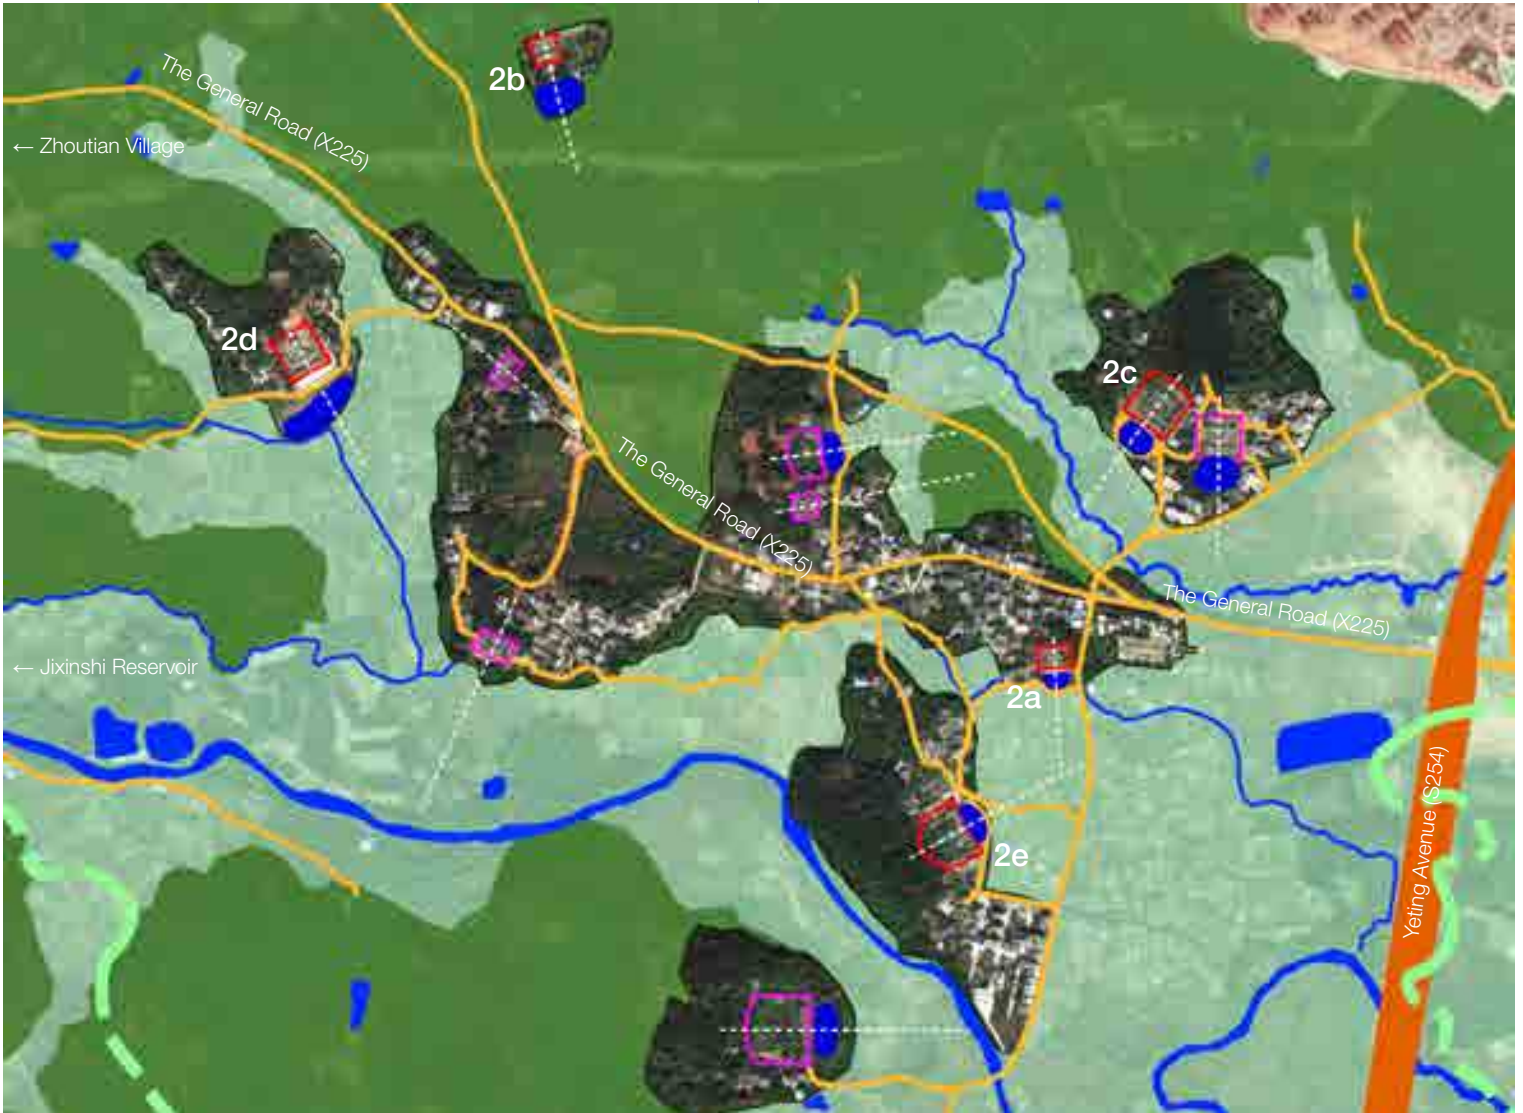 2b
The General Road (X225)
← Zhoutian Village
2d
2c
The General Road (X225)
The General Road (X225)
← Jixinshi Reservoir
2a
Yeting Avenue (S254)
2e